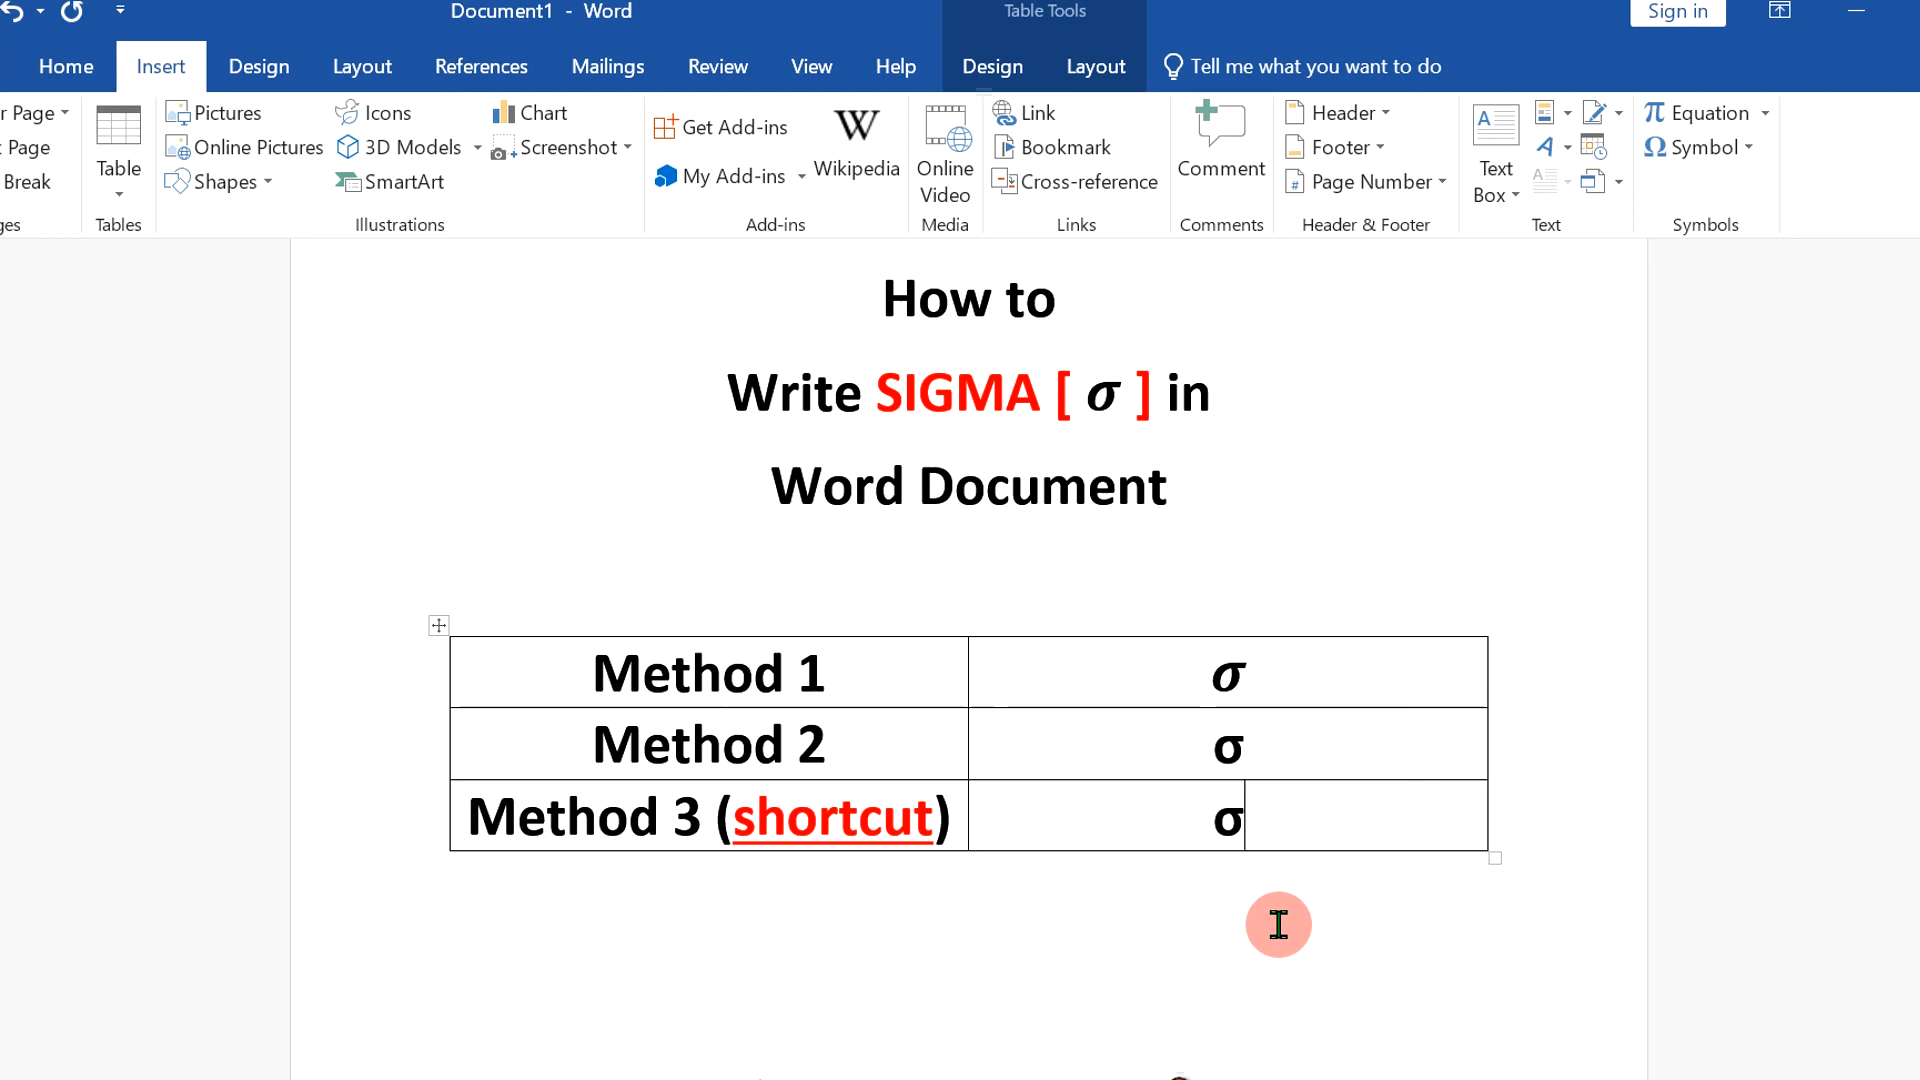 Document1 - Word
Table Tools
Sign in
Home Insert Design Layout References Mailings Review View Help Design Layout Tell me what you want to do
r Page
Page
Break
ges
Table
Tables
Pictures
Online Pictures
Shapes
Icons
3D Models
SmartArt
Chart
Screenshot
Illustrations
Get Add-ins
My Add-ins
W
Wikipedia
Add-ins
Online
Video
Media
Link
Bookmark
Cross-reference
Links
Comment
Comments
Header
Footer
Page Number
Header & Footer
Text
Box
Text
π Equation
Ω Symbol
Symbols
How to
Write SIGMA [ σ ] in
Word Document
Method 1 σ
Method 2 σ
Method 3 (shortcut) σ